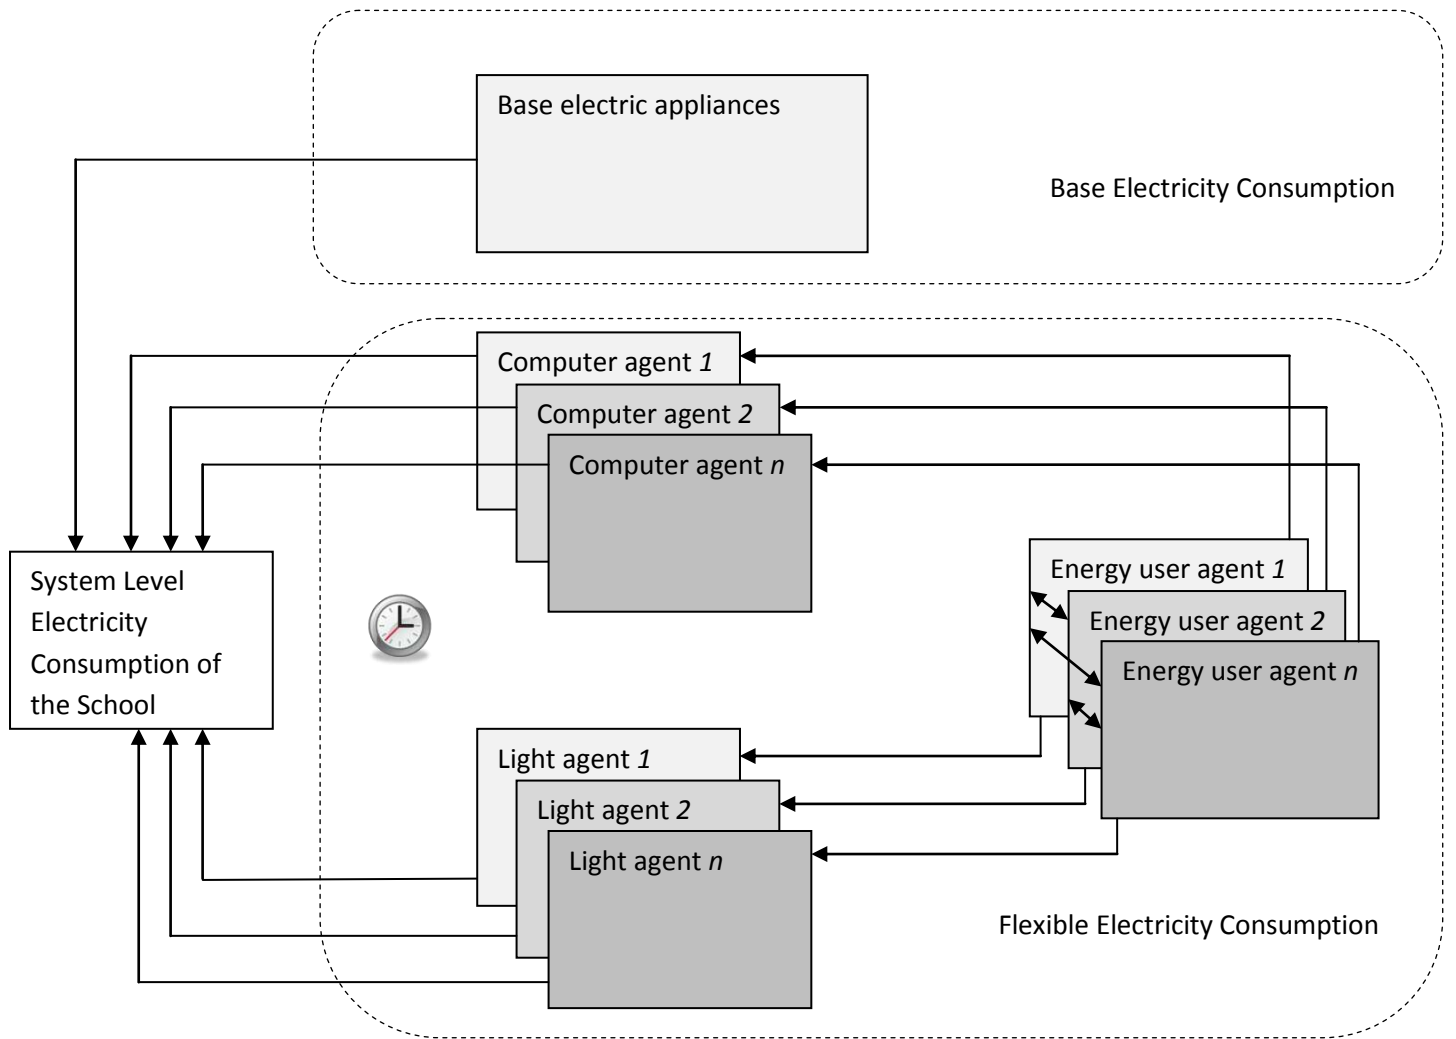 Base electric appliances
Base Electricity Consumption
Computer agent 1
Computer agent 2
Computer agent n
System Level
Electricity
Consumption of
the School
Energy user agent 1
Energy user agent 2
Energy user agent n
Light agent 1
Light agent 2
Light agent n
Flexible Electricity Consumption